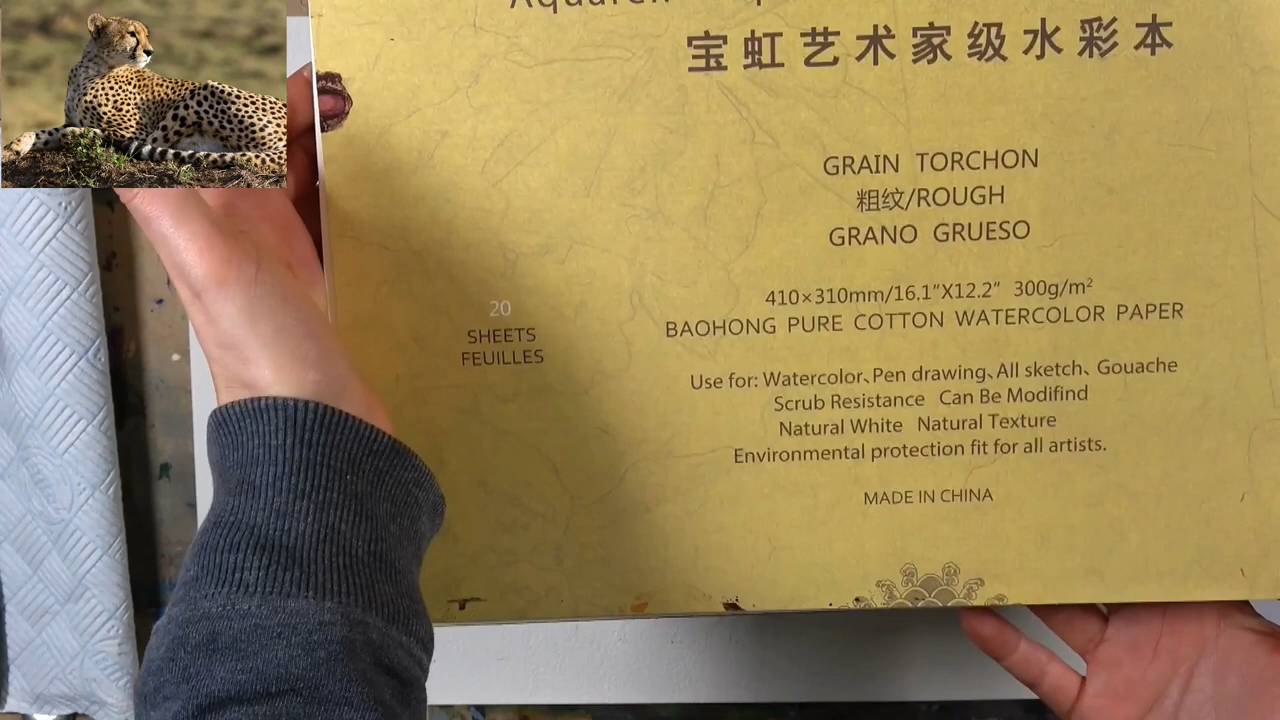 宝虹艺术家级水彩本
GRAIN TORCHON
粗纹/ROUGH
GRANO GRUESO
410×310mm/16.1"X12.2" 300g/m²
BAOHONG PURE COTTON WATERCOLOR PAPER
20
SHEETS
FEUILLES
Use for: Watercolor、Pen drawing、All sketch、Gouache
Scrub Resistance Can Be Modifind
Natural White Natural Texture
Environmental protection fit for all artists.
MADE IN CHINA